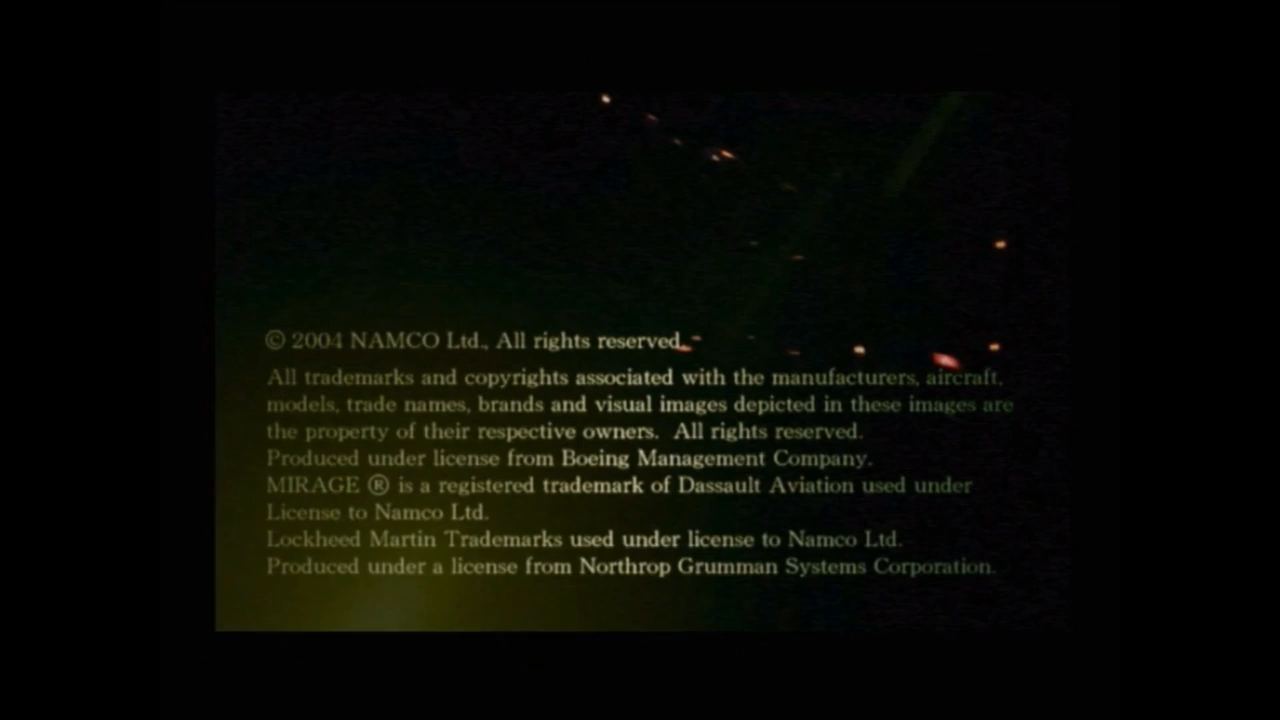 © 2004 NAMCO Ltd., All rights reserved.
All trademarks and copyrights associated with the manufacturers, aircraft,
models, trade names, brands and visual images depicted in these images are
the property of their respective owners. All rights reserved.
Produced under license from Boeing Management Company.
MIRAGE ® is a registered trademark of Dassault Aviation used under
License to Namco Ltd.
Lockheed Martin Trademarks used under license to Namco Ltd.
Produced under a license from Northrop Grumman Systems Corporation.